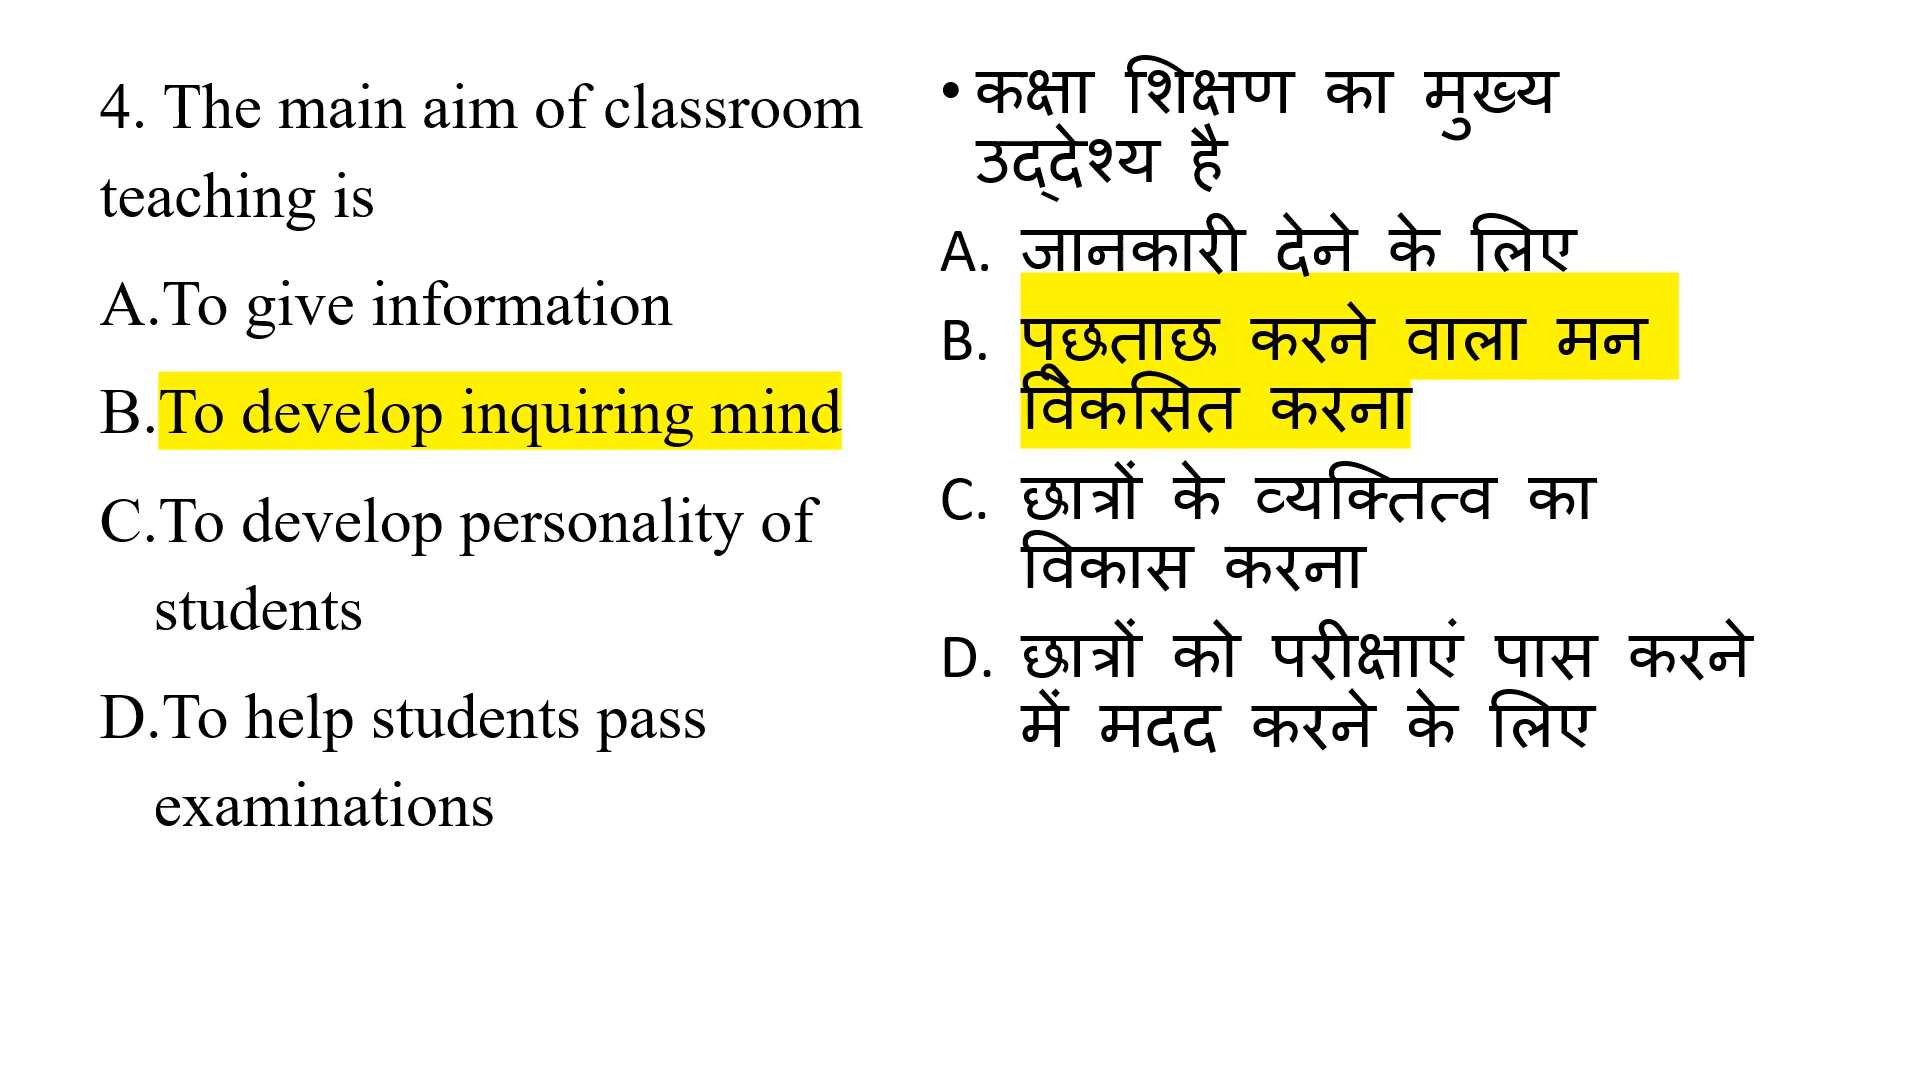 4. The main aim of classroom
teaching is
A.To give information
B.To develop inquiring mind
C.To develop personality of
students
D.To help students pass
examinations
• कक्षा शिक्षण का मुख्य
उद्देश्य है
A. जानकारी देने के लिए
B. पूछताछ करने वाला मन
विकसित करना
C. छात्रों के व्यक्तित्व का
विकास करना
D. छात्रों को परीक्षाएं पास करने
में मदद करने के लिए